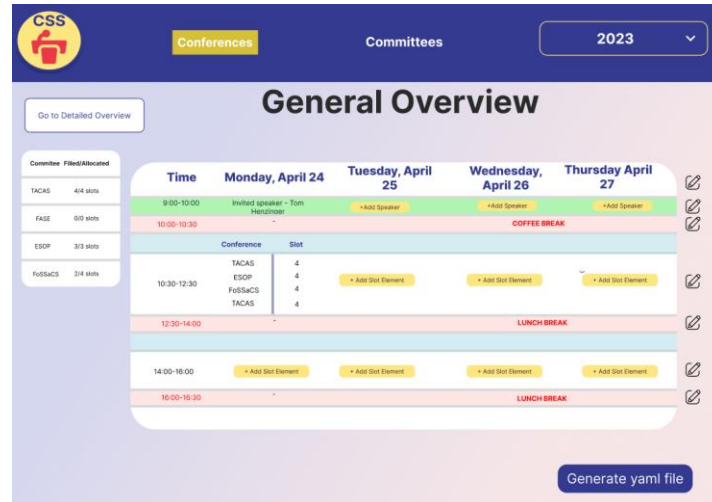 CSS
Conferences
Committees
2023
General Overview
Go to Detailed Overview
Commitee Filled/Allocated
TACAS 4/4 slots
FASE 0/0 slots
ESOP 3/3 slots
FoSSaCS 2/4 slots
Time Monday, April 24 Tuesday, April 25 Wednesday, April 26 Thursday April 27
9:00-10:00 Invited speaker - Tom Henzinger +Add Speaker +Add Speaker +Add Speaker
10:00-10:30 - COFFEE BREAK
Conference Slot
TACAS 4
ESOP 4
FoSSaCS 4
TACAS 4
10:30-12:30 + Add Slot Element + Add Slot Element + Add Slot Element
12:30-14:00 - LUNCH BREAK
14:00-16:00 + Add Slot Element + Add Slot Element + Add Slot Element + Add Slot Element
16:00-16:30 - LUNCH BREAK
Generate yaml file